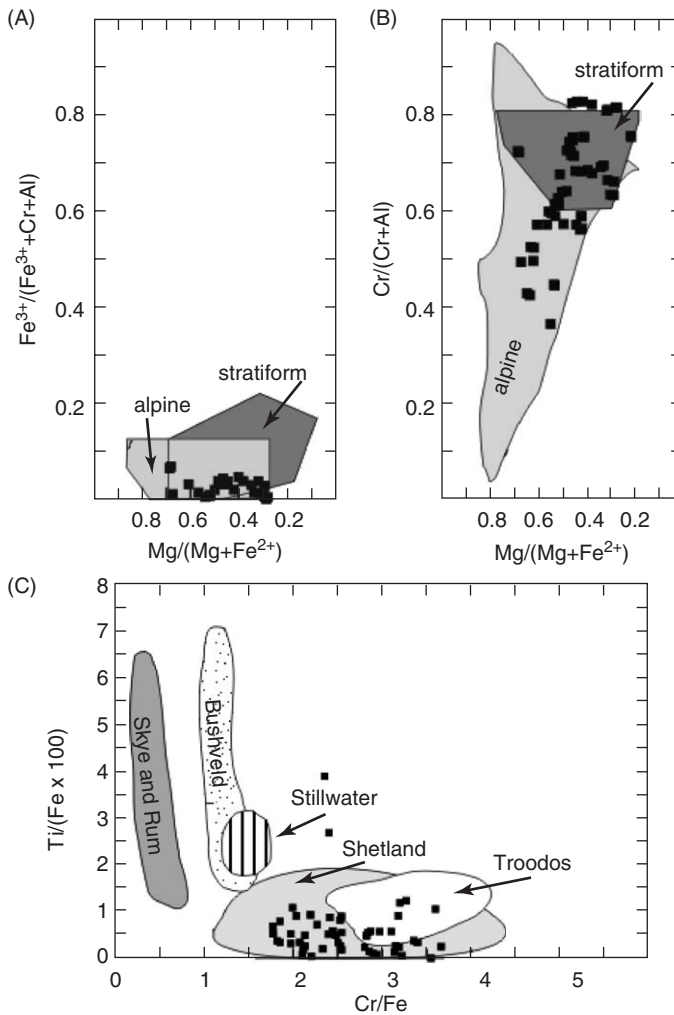 (A)
Fe³⁺/(Fe³⁺+Cr+Al)
0.8
0.6
0.4
0.2
alpine
stratiform
0.8 0.6 0.4 0.2
Mg/(Mg+Fe²⁺)
(B)
Cr/(Cr+Al)
0.8
0.6
0.4
0.2
stratiform
alpine
0.8 0.6 0.4 0.2
Mg/(Mg+Fe²⁺)
(C)
Ti/(Fe x 100)
8
7
6
5
4
3
2
1
0
Skye and Rum
Bushveld
Stillwater
Shetland
Troodos
0 1 2 3 4 5
Cr/Fe